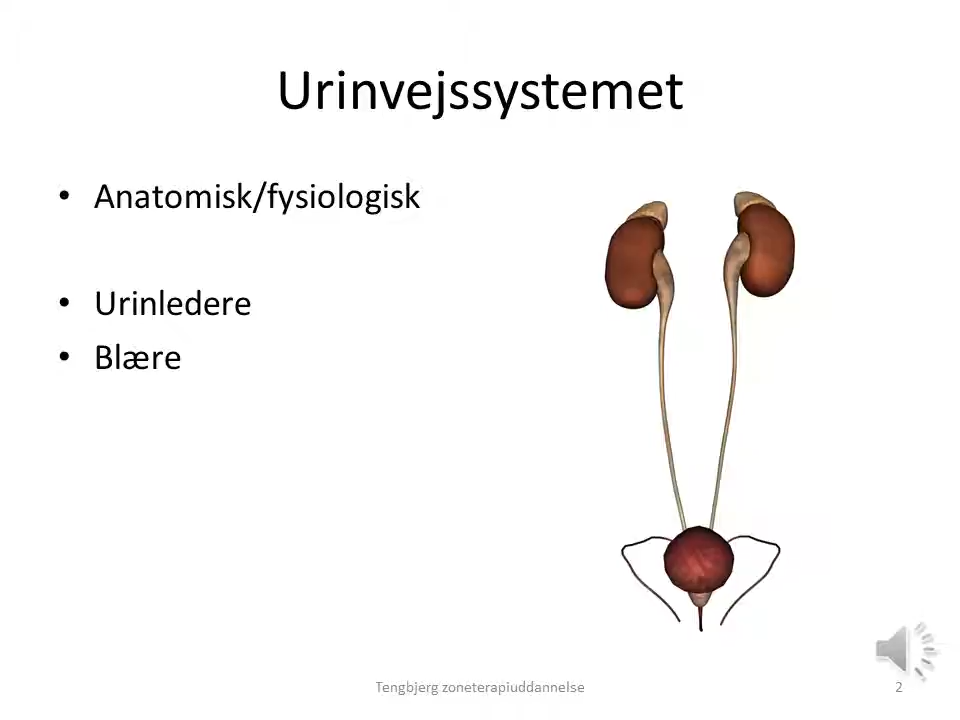 Urinvejssystemet
• Anatomisk/fysiologisk
• Urinledere
• Blære
Tengbjerg zoneterapiuddannelse
2